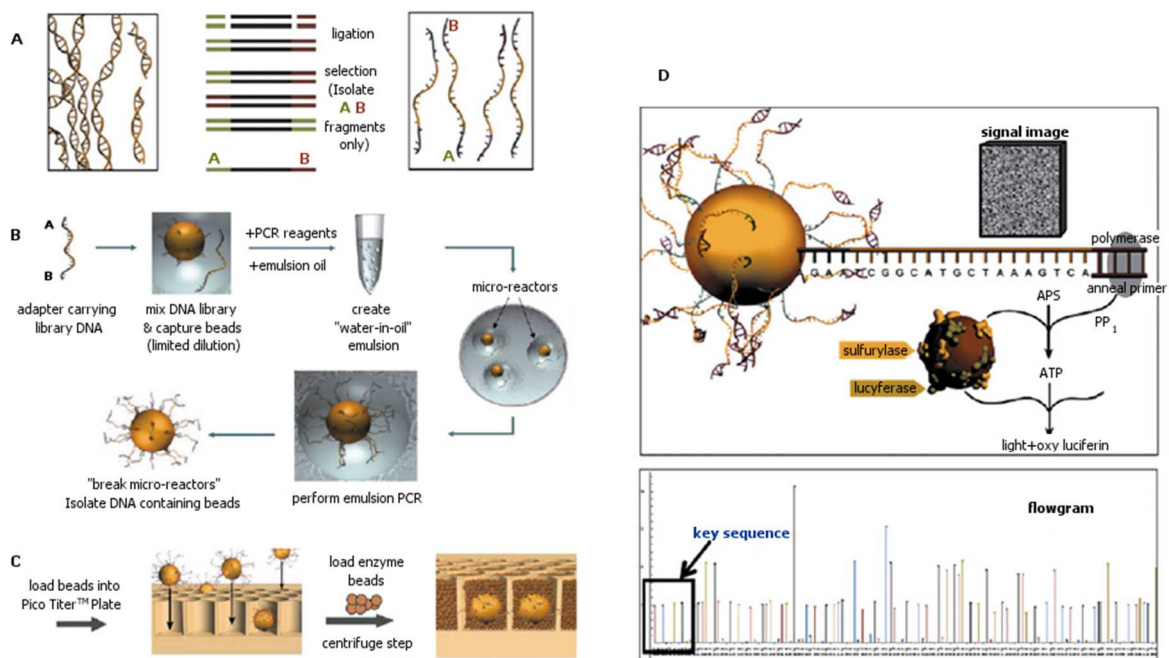 A
ligation
selection
(Isolate
A B
fragments
only)
A B
B
A
B
A
B
adapter carrying
library DNA
mix DNA library
& capture beads
(limited dilution)
+PCR reagents
+emulsion oil
create
"water-in-oil"
emulsion
micro-reactors
"break micro-reactors"
Isolate DNA containing beads
perform emulsion PCR
C
load beads into
Pico Titer™ Plate
load enzyme
beads
centrifuge step
D
signal image
polymerase
AGAATCGGCATGCTAAAGTCA
anneal primer
APS
PP1
sulfurylase
lucyferase
ATP
light+oxy luciferin
flowgram
key sequence